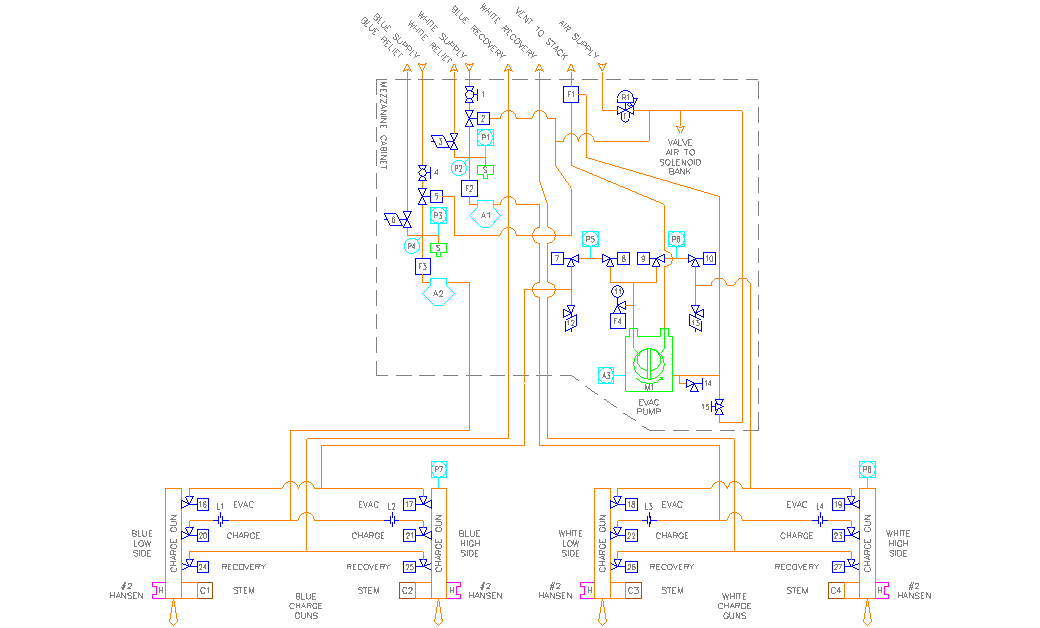 BLUE RELIEF
BLUE SUPPLY
WHITE RELIEF
WHITE SUPPLY
BLUE RECOVERY
WHITE RECOVERY
VENT TO STACK
AIR SUPPLY
MEZZANINE CABINET
1
F1
R1
2
3
P1
VALVE
AIR TO
SOLENOID
BANK
P2
S
4
F2
5
6
P3
A1
P4
S
P5
P6
F3
7
8
9
10
A2
11
12
F4
13
A3
M1
14
EVAC
PUMP
15
P7
P8
16
EVAC
EVAC
17
18
EVAC
EVAC
19
L1
L2
L3
L4
BLUE
LOW
SIDE
CHARGE GUN
20
CHARGE
CHARGE
21
CHARGE GUN
BLUE
HIGH
SIDE
WHITE
LOW
SIDE
CHARGE GUN
22
CHARGE
CHARGE
23
CHARGE GUN
WHITE
HIGH
SIDE
24
RECOVERY
RECOVERY
25
26
RECOVERY
RECOVERY
27
#2
HANSEN
H
C1
STEM
STEM
C2
H
#2
HANSEN
#2
HANSEN
H
C3
STEM
STEM
C4
H
#2
HANSEN
BLUE
CHARGE
GUNS
WHITE
CHARGE
GUNS